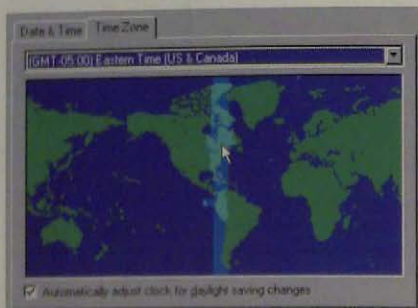 Date & Time
Time Zone
(GMT-05:00) Eastern Time (US & Canada)
Automatically adjust clock for daylight saving changes